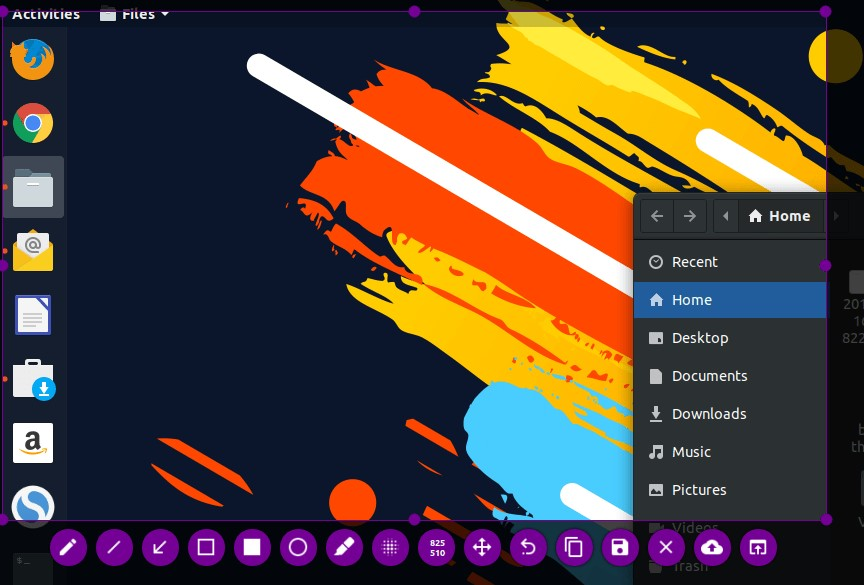 Activities
Files
Home
Recent
Home
Desktop
Documents
Downloads
Music
Pictures
Videos
Trash
825
510